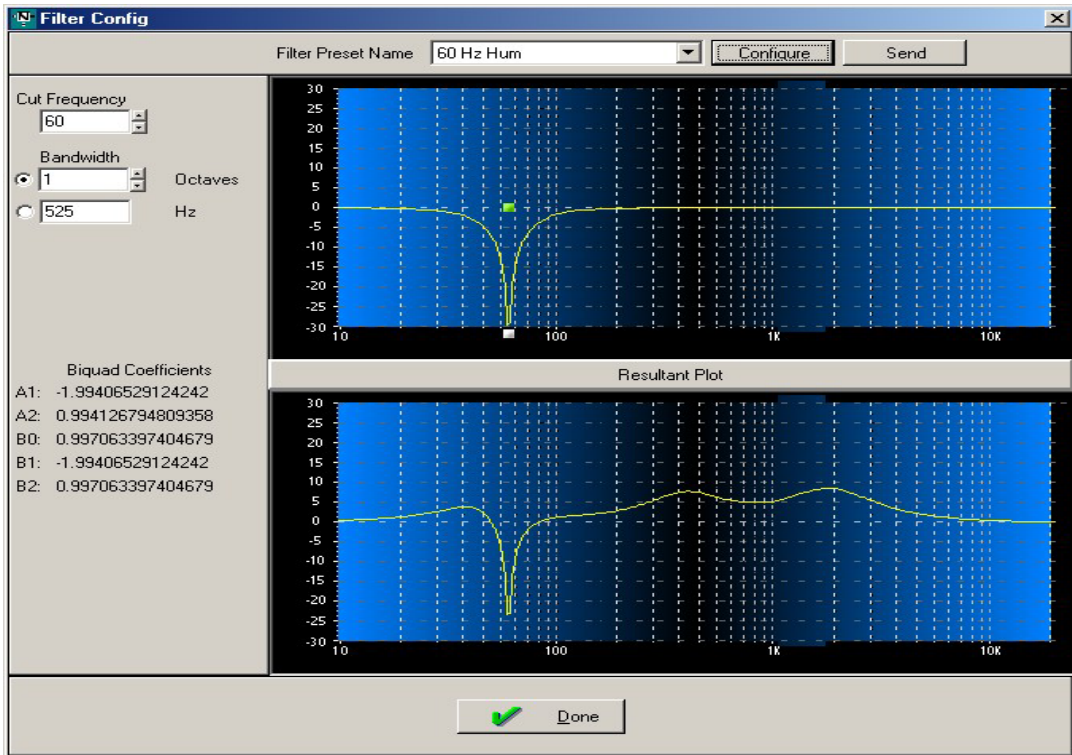 Filter Config
Filter Preset Name 60 Hz Hum Configure Send
Cut Frequency
60
Bandwidth
1 Octaves
525 Hz
30
25
20
15
10
5
0
-5
-10
-15
-20
-25
-30
10 100 1K 10K
Biquad Coefficients
A1: -1.99406529124242
A2: 0.994126794809358
B0: 0.997063397404679
B1: -1.99406529124242
B2: 0.997063397404679
Resultant Plot
30
25
20
15
10
5
0
-5
-10
-15
-20
-25
-30
10 100 1K 10K
Done